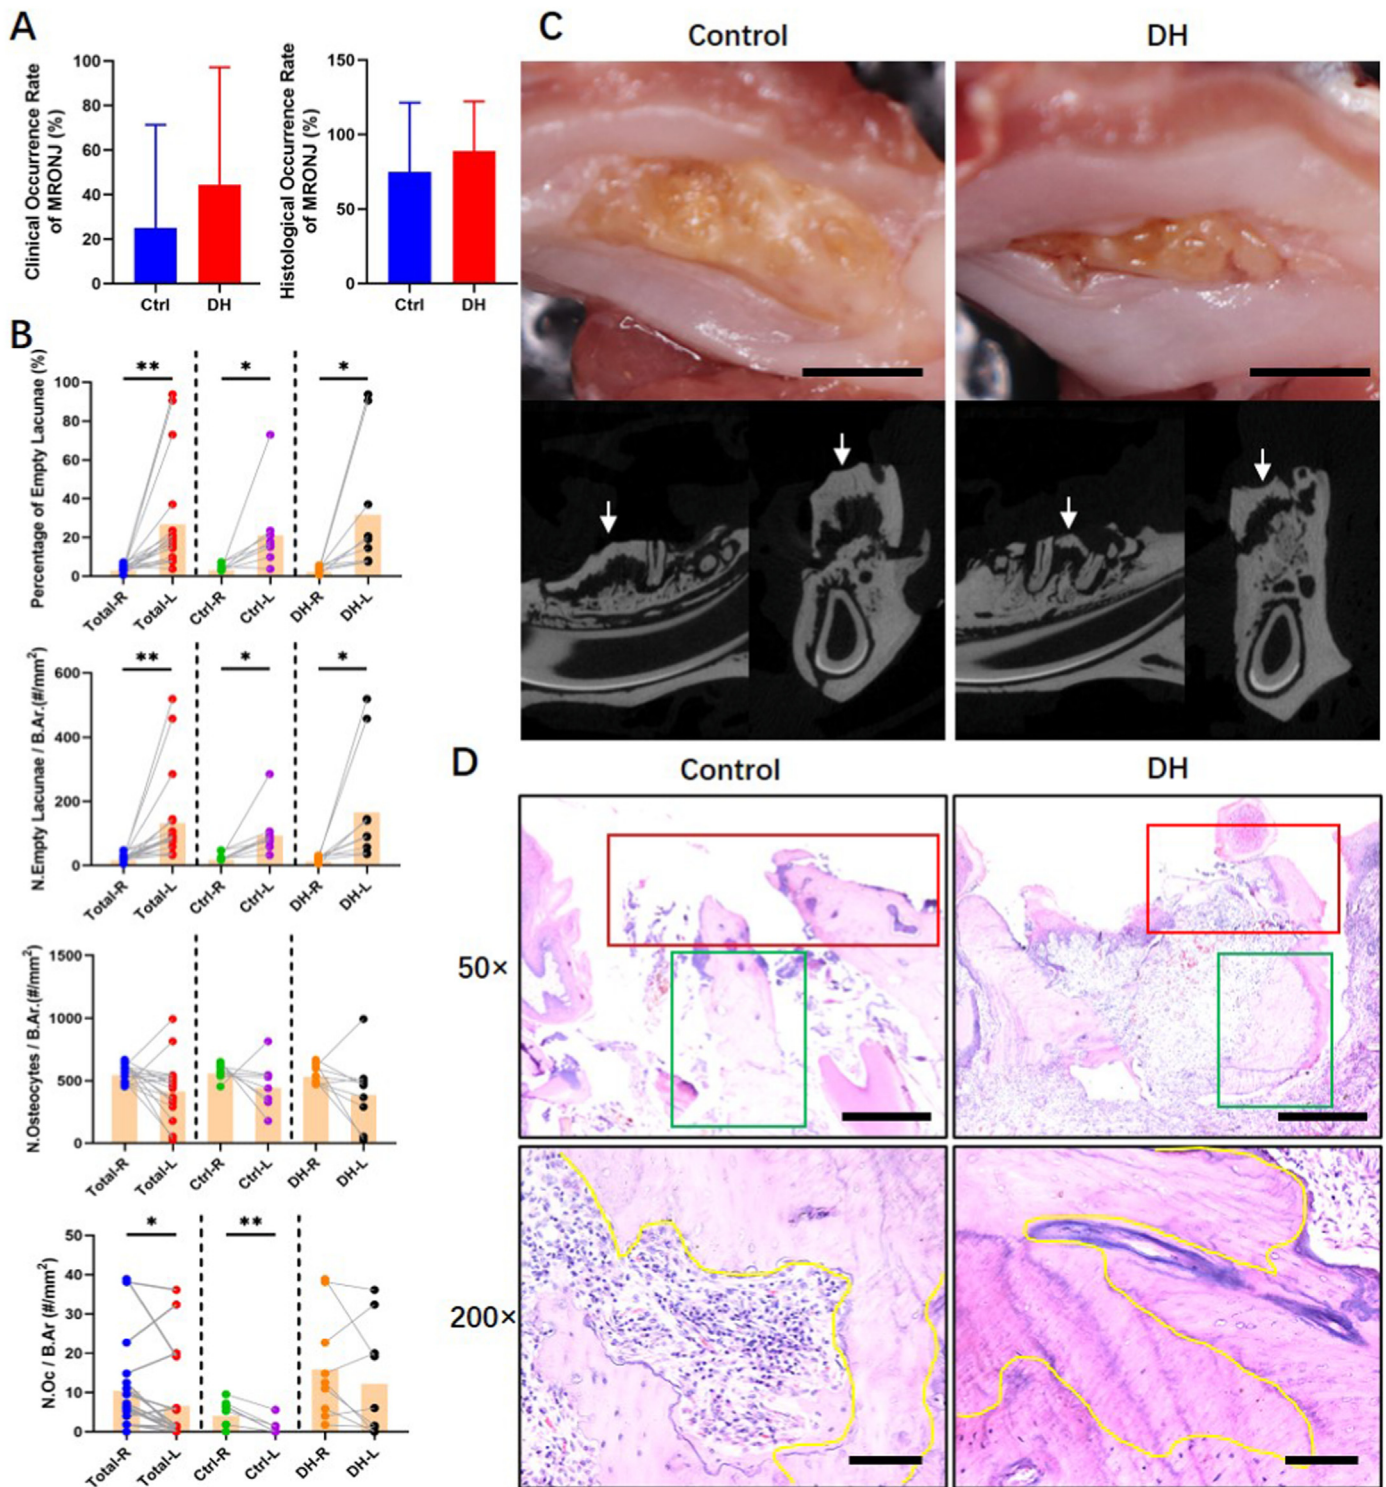 A
Clinical Occurrence Rate
of MRONJ (%)
100
80
60
40
20
0
Ctrl
DH
Histological Occurrence Rate
of MRONJ (%)
150
100
50
0
Ctrl
DH
B
Percentage of Empty Lacunae (%)
100
80
60
40
20
0
**
*
*
Total-R
Total-L
Ctrl-R
Ctrl-L
DH-R
DH-L
N.Empty Lacunae / B.Ar.(#/mm²)
600
400
200
0
**
*
*
Total-R
Total-L
Ctrl-R
Ctrl-L
DH-R
DH-L
N.Osteocytes / B.Ar.(#/mm²)
1500
1000
500
0
Total-R
Total-L
Ctrl-R
Ctrl-L
DH-R
DH-L
N.Oc / B.Ar (#/mm²)
50
40
30
20
10
0
*
**
Total-R
Total-L
Ctrl-R
Ctrl-L
DH-R
DH-L
C
Control
DH
D
Control
DH
50×
200×